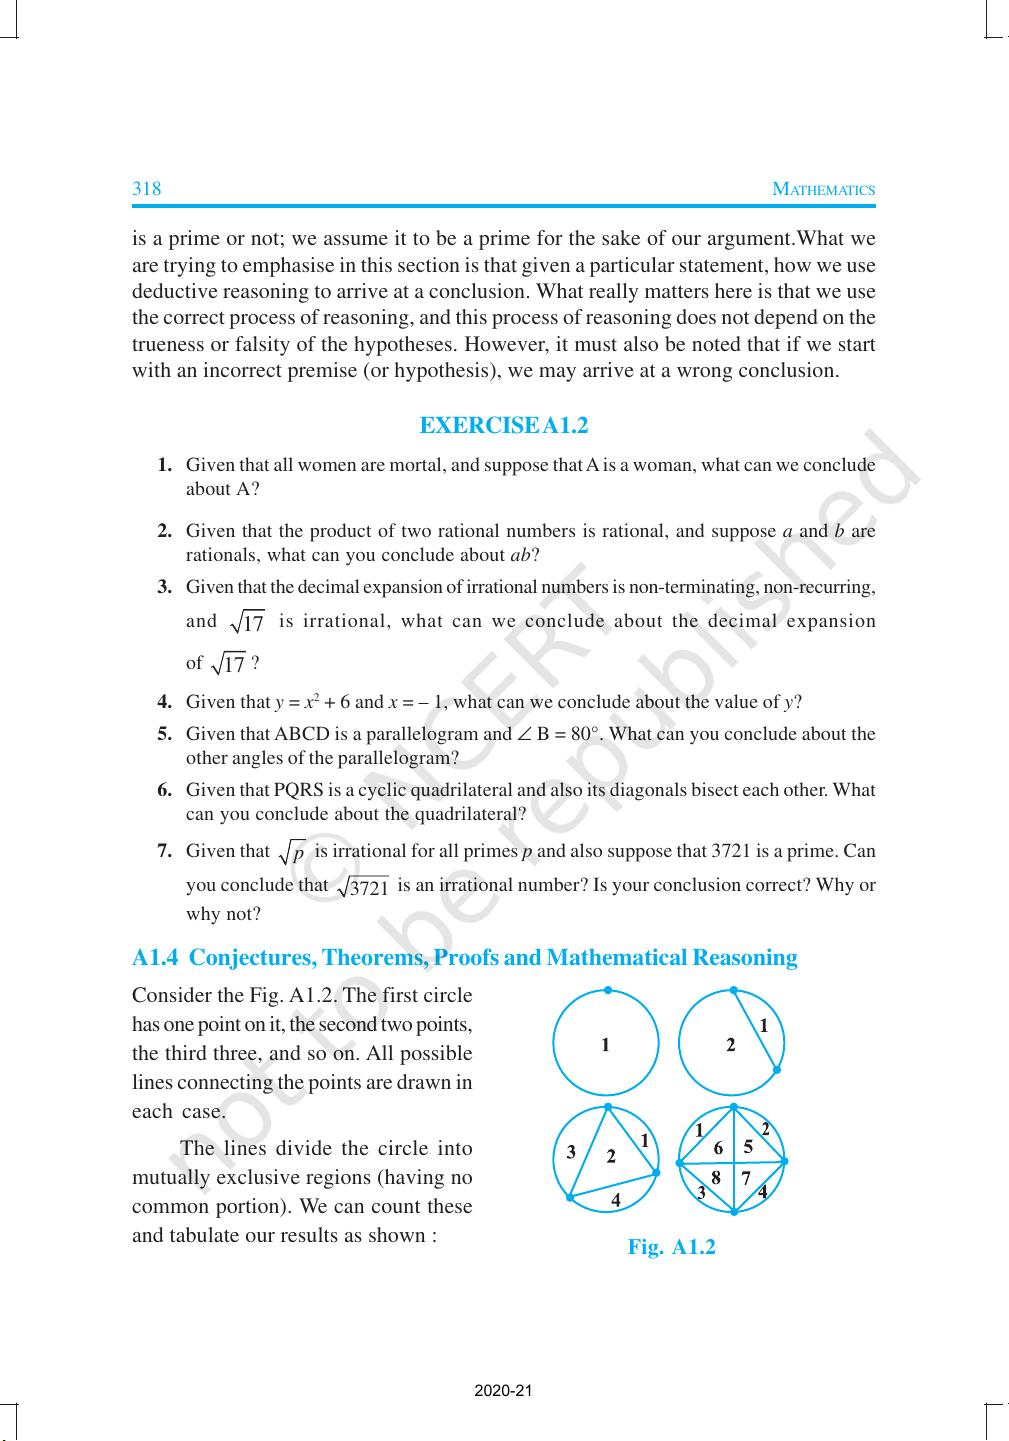 318 MATHEMATICS
is a prime or not; we assume it to be a prime for the sake of our argument.What we
are trying to emphasise in this section is that given a particular statement, how we use
deductive reasoning to arrive at a conclusion. What really matters here is that we use
the correct process of reasoning, and this process of reasoning does not depend on the
trueness or falsity of the hypotheses. However, it must also be noted that if we start
with an incorrect premise (or hypothesis), we may arrive at a wrong conclusion.
EXERCISE A1.2
1. Given that all women are mortal, and suppose that A is a woman, what can we conclude
about A?
2. Given that the product of two rational numbers is rational, and suppose a and b are
rationals, what can you conclude about ab?
3. Given that the decimal expansion of irrational numbers is non-terminating, non-recurring,
and √17 is irrational, what can we conclude about the decimal expansion
of √17 ?
4. Given that y = x² + 6 and x = – 1, what can we conclude about the value of y?
5. Given that ABCD is a parallelogram and ∠ B = 80°. What can you conclude about the
other angles of the parallelogram?
6. Given that PQRS is a cyclic quadrilateral and also its diagonals bisect each other. What
can you conclude about the quadrilateral?
7. Given that √p is irrational for all primes p and also suppose that 3721 is a prime. Can
you conclude that √3721 is an irrational number? Is your conclusion correct? Why or
why not?
A1.4 Conjectures, Theorems, Proofs and Mathematical Reasoning
Consider the Fig. A1.2. The first circle
has one point on it, the second two points,
the third three, and so on. All possible
lines connecting the points are drawn in
each case.
The lines divide the circle into
mutually exclusive regions (having no
common portion). We can count these
and tabulate our results as shown :
1
1
2
3 2 1
4
1 2
6 5
8 7
3 4
Fig. A1.2
© NCERT
not to be republished
2020-21